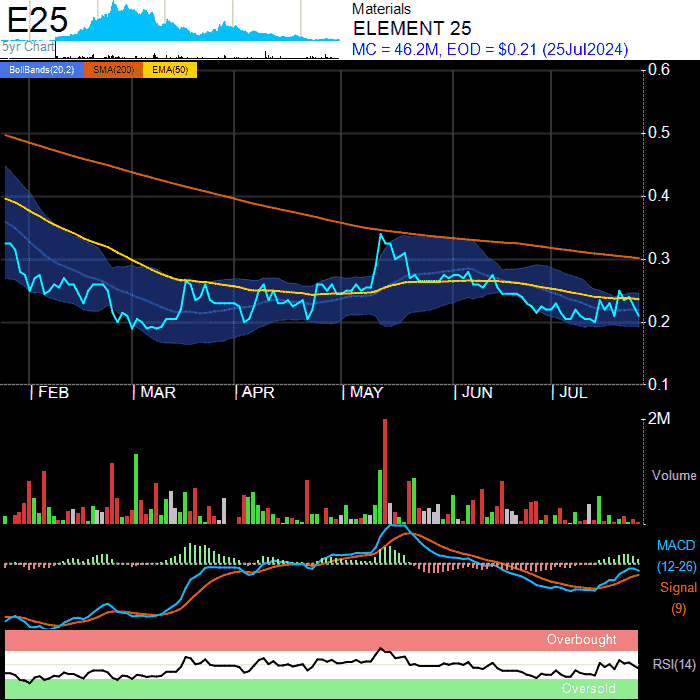 E25
5yr Chart
Materials
ELEMENT 25
MC = 46.2M, EOD = $0.21 (25Jul2024)
BollBands(20,2) SMA(200) EMA(50)
0.6
0.5
0.4
0.3
0.2
0.1
FEB MAR APR MAY JUN JUL
2M
Volume
MACD
(12-26)
Signal
(9)
Overbought
RSI(14)
Oversold